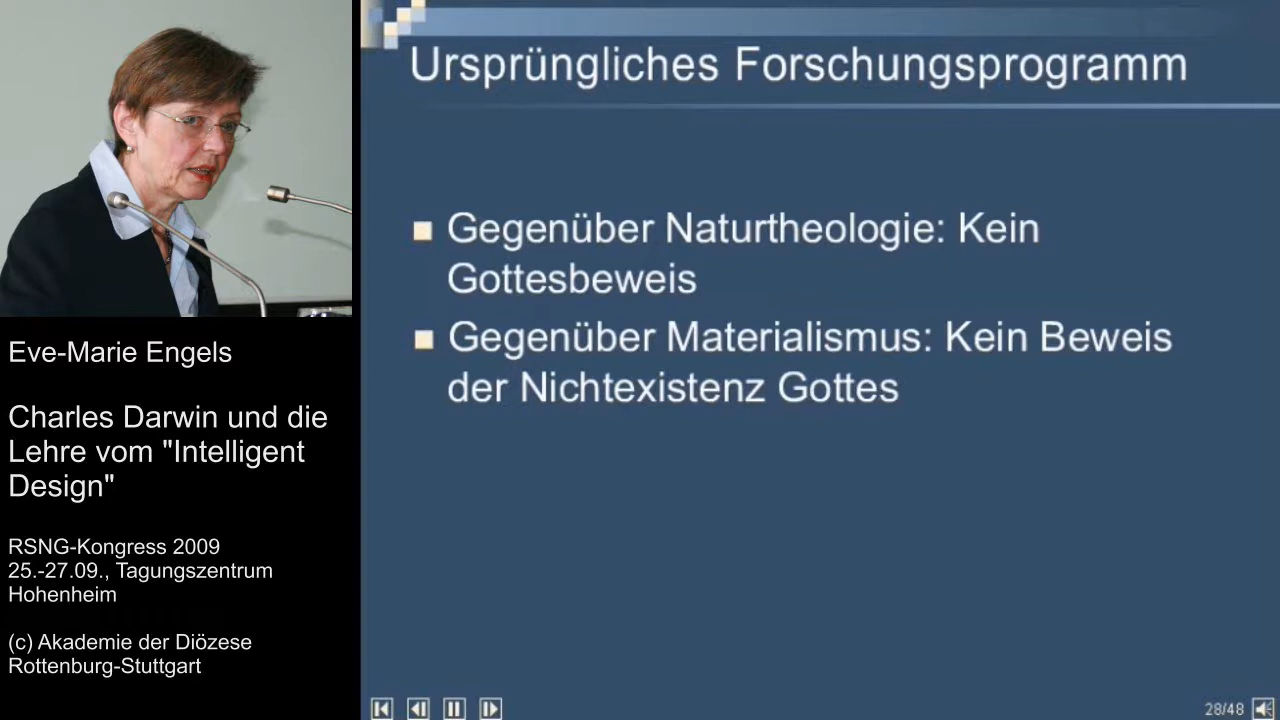 Ursprüngliches Forschungsprogramm
Gegenüber Naturtheologie: Kein
Gottesbeweis
Gegenüber Materialismus: Kein Beweis
der Nichtexistenz Gottes
Eve-Marie Engels
Charles Darwin und die
Lehre vom "Intelligent
Design"
RSNG-Kongress 2009
25.-27.09., Tagungszentrum
Hohenheim
(c) Akademie der Diözese
Rottenburg-Stuttgart
28/48